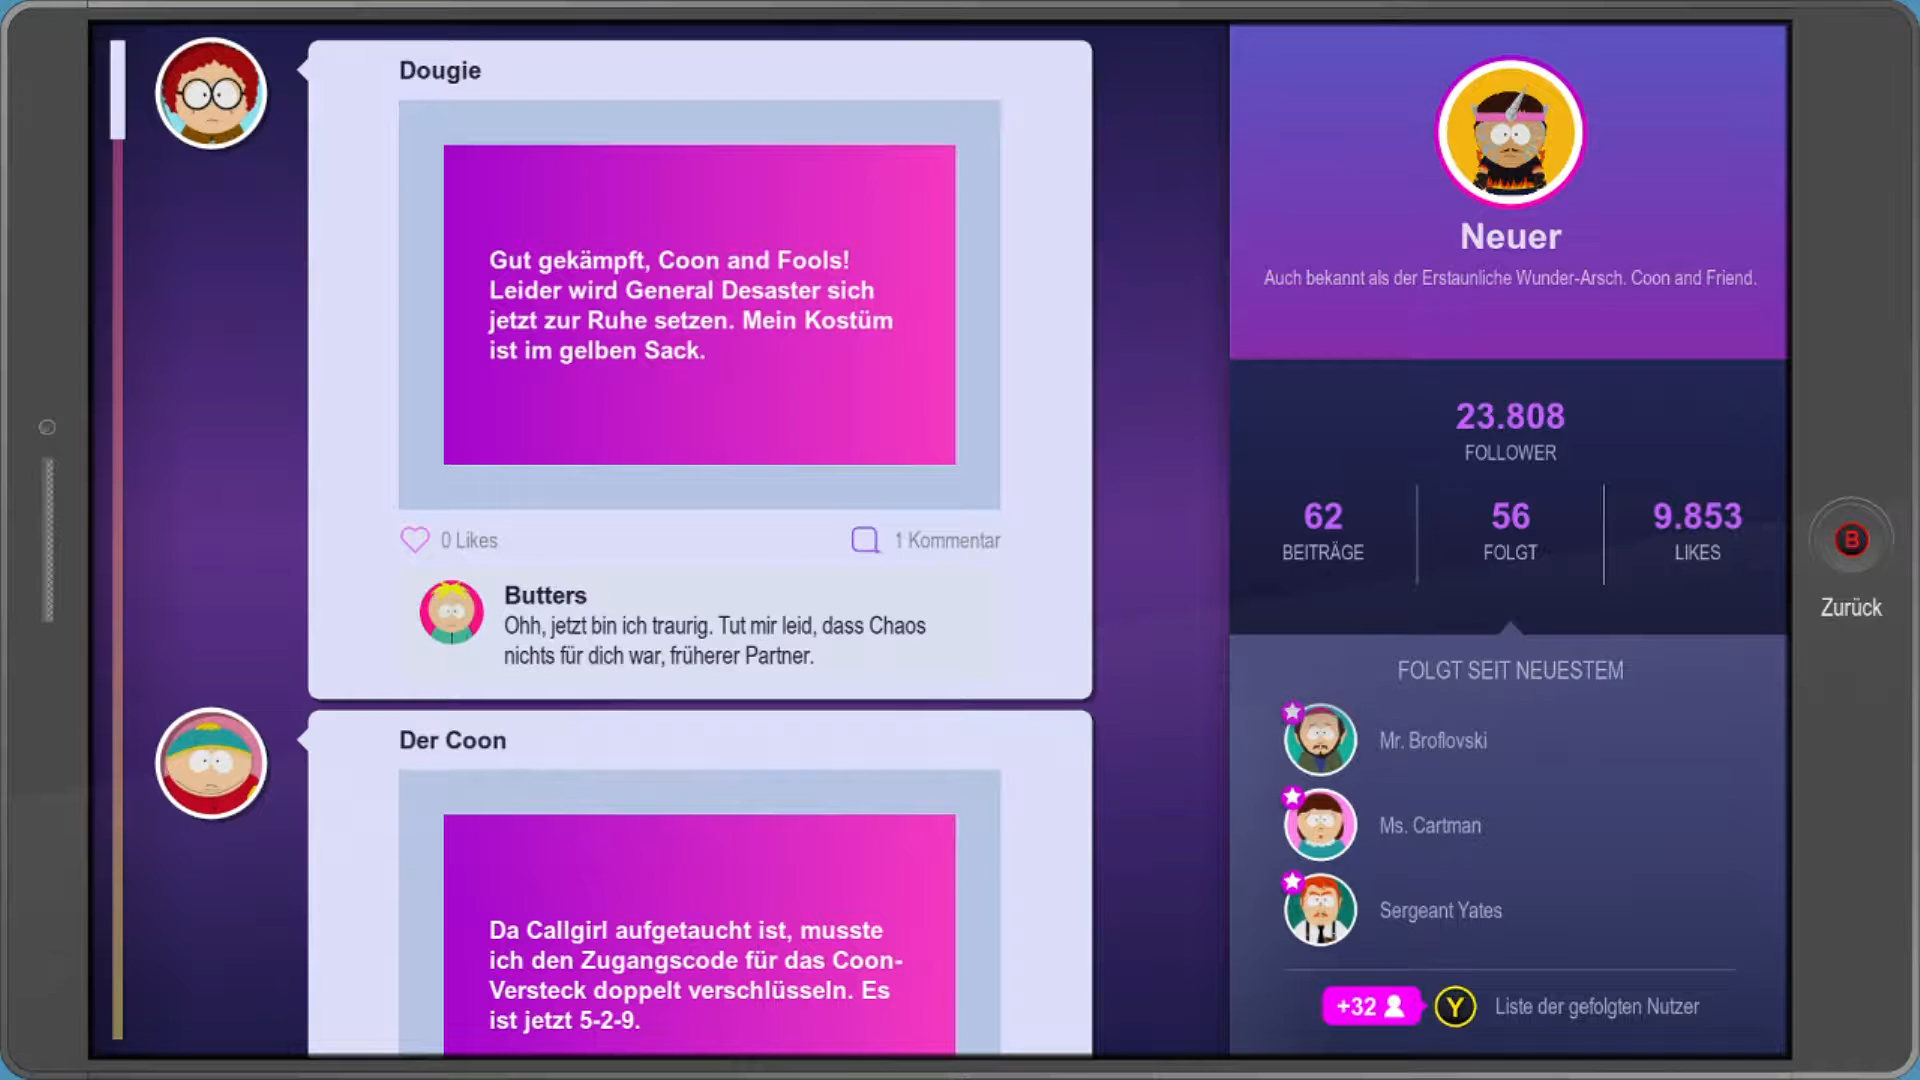 Dougie
Gut gekämpft, Coon and Fools!
Leider wird General Desaster sich
jetzt zur Ruhe setzen. Mein Kostüm
ist im gelben Sack.
0 Likes
1 Kommentar
Butters
Ohh, jetzt bin ich traurig. Tut mir leid, dass Chaos
nichts für dich war, früherer Partner.
Der Coon
Da Callgirl aufgetaucht ist, musste
ich den Zugangscode für das Coon-
Versteck doppelt verschlüsseln. Es
ist jetzt 5-2-9.
Neuer
Auch bekannt als der Erstaunliche Wunder-Arsch. Coon and Friend.
23.808
FOLLOWER
62
BEITRÄGE
56
FOLGT
9.853
LIKES
FOLGT SEIT NEUESTEM
Mr. Broflovski
Ms. Cartman
Sergeant Yates
+32
Y
Liste der gefolgten Nutzer
B
Zurück